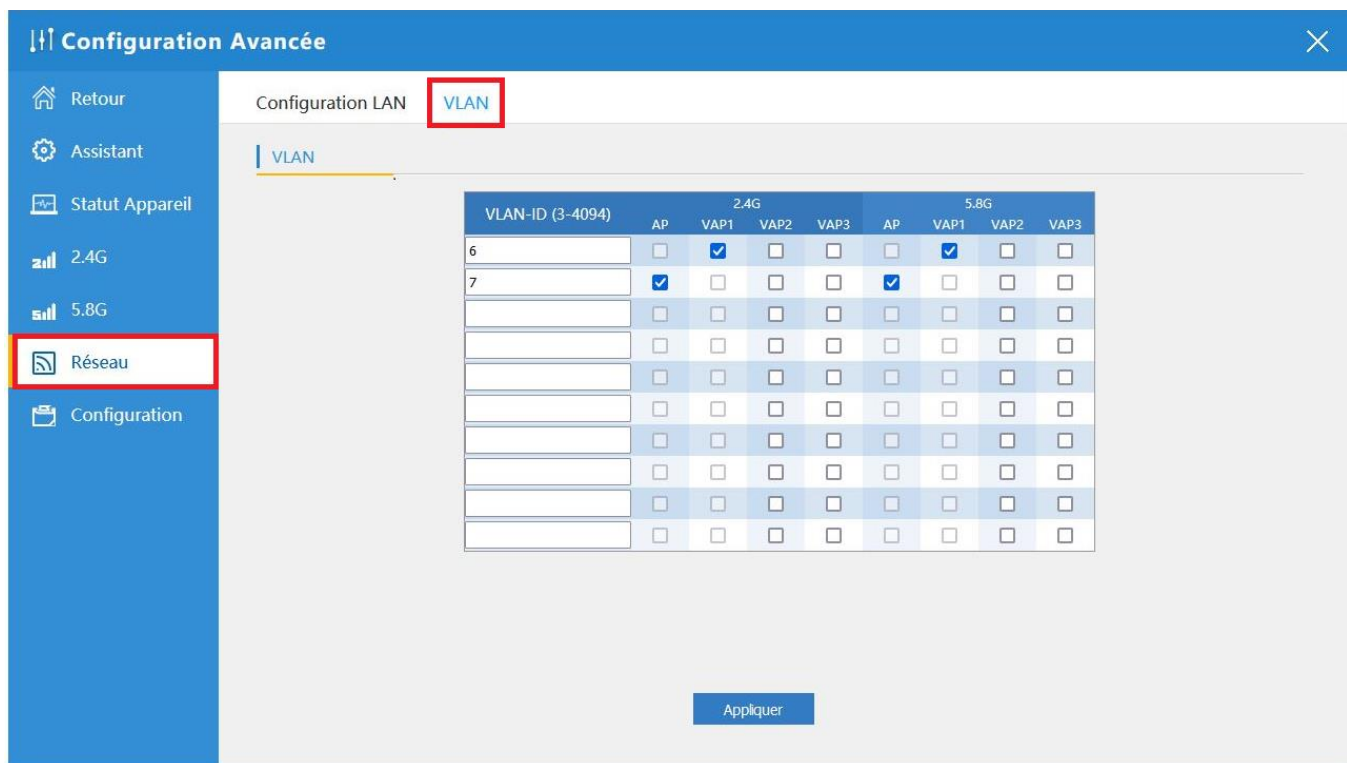 Configuration Avancée
Retour
Assistant
Statut Appareil
2.4G
5.8G
Réseau
Configuration
Configuration LAN VLAN
VLAN
VLAN-ID (3-4094) 2.4G 5.8G
AP VAP1 VAP2 VAP3 AP VAP1 VAP2 VAP3
6
7
Appliquer